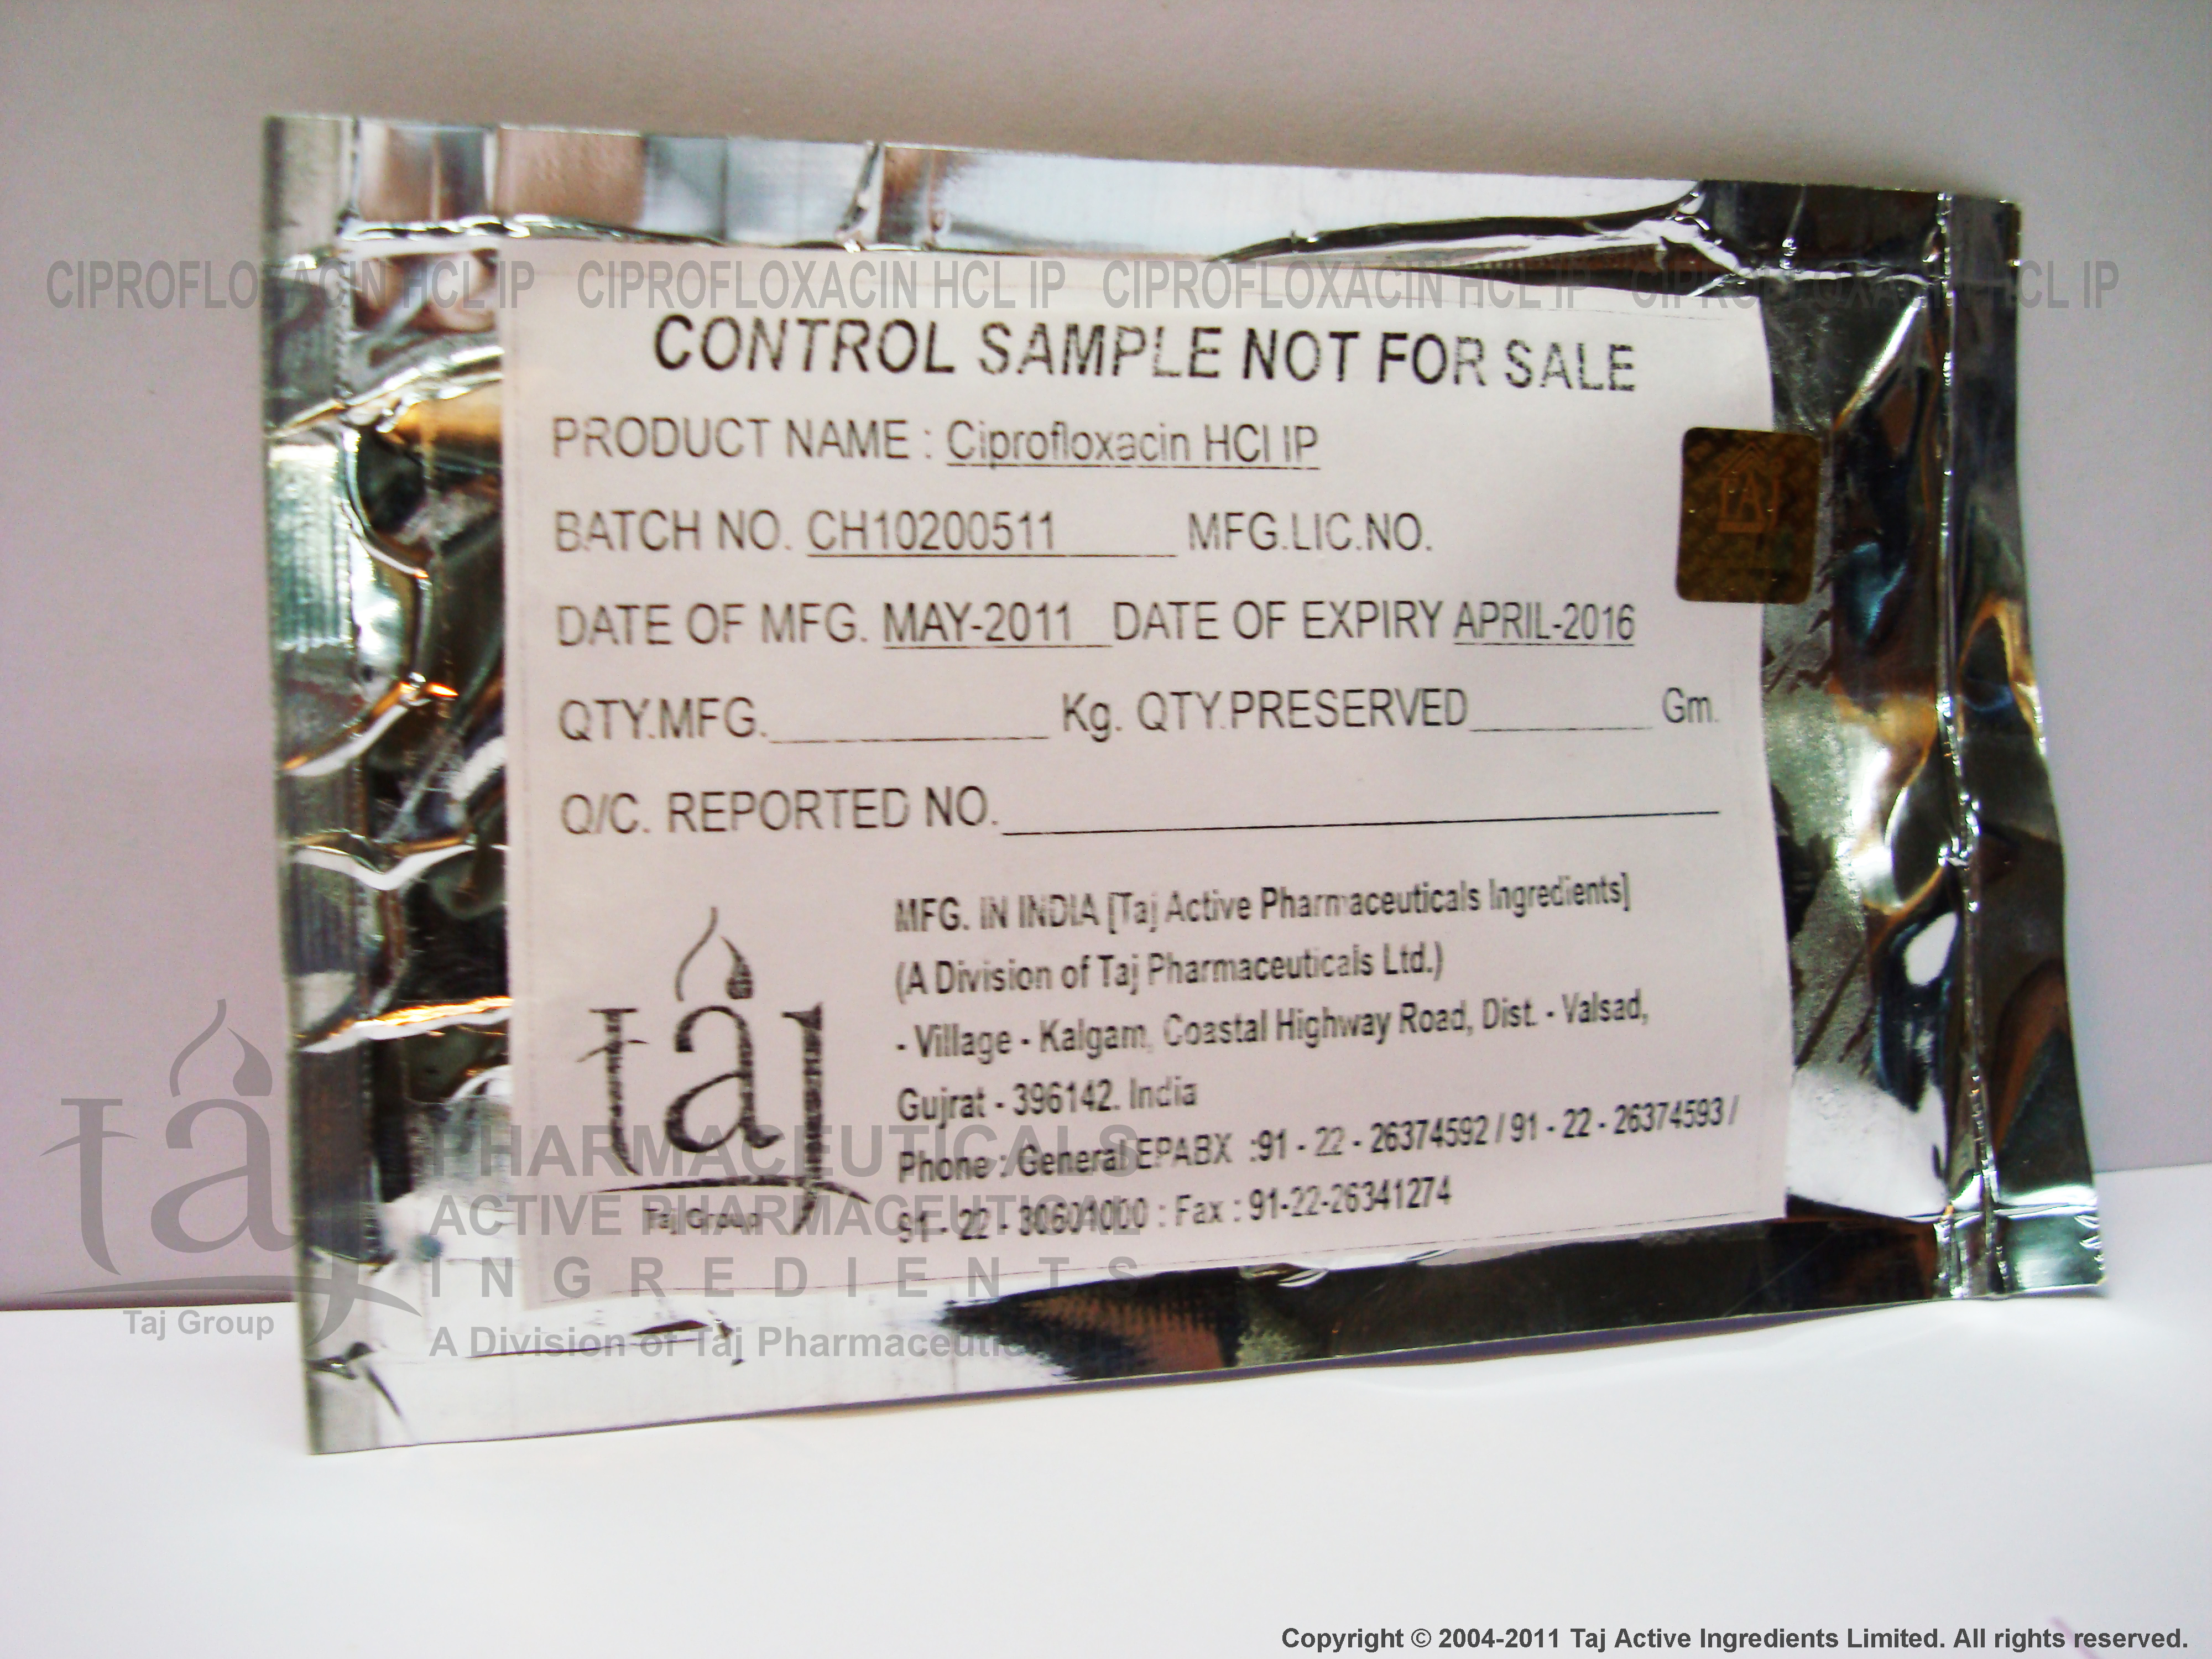 CIPROFLOXACIN HCL IP CIPROFLOXACIN HCL IP CIPROFLOXACIN HCL IP CIPROFLOXACIN HCL IP
CONTROL SAMPLE NOT FOR SALE
PRODUCT NAME : Ciprofloxacin HCl IP
BATCH NO. CH10200511 MFG.LIC.NO.
DATE OF MFG. MAY-2011 DATE OF EXPIRY APRIL-2016
QTY.MFG. Kg. QTY.PRESERVED Gm.
Q/C. REPORTED NO.
MFG. IN INDIA [Taj Active Pharmaceuticals Ingredients]
(A Division of Taj Pharmaceuticals Ltd.)
- Village - Kalgam, Coastal Highway Road, Dist. - Valsad,
Gujrat - 396142. India
Phone : General EPABX :91 - 22 - 26374592 / 91 - 22 - 26374593 /
91 - 22 - 30601000 : Fax : 91-22-26341274
taj
Taj Group
TAJ
taj
Taj Group
PHARMACEUTICALS
ACTIVE PHARMACEUTICAL
INGREDIENTS
A Division of Taj Pharmaceuticals
Copyright © 2004-2011 Taj Active Ingredients Limited. All rights reserved.